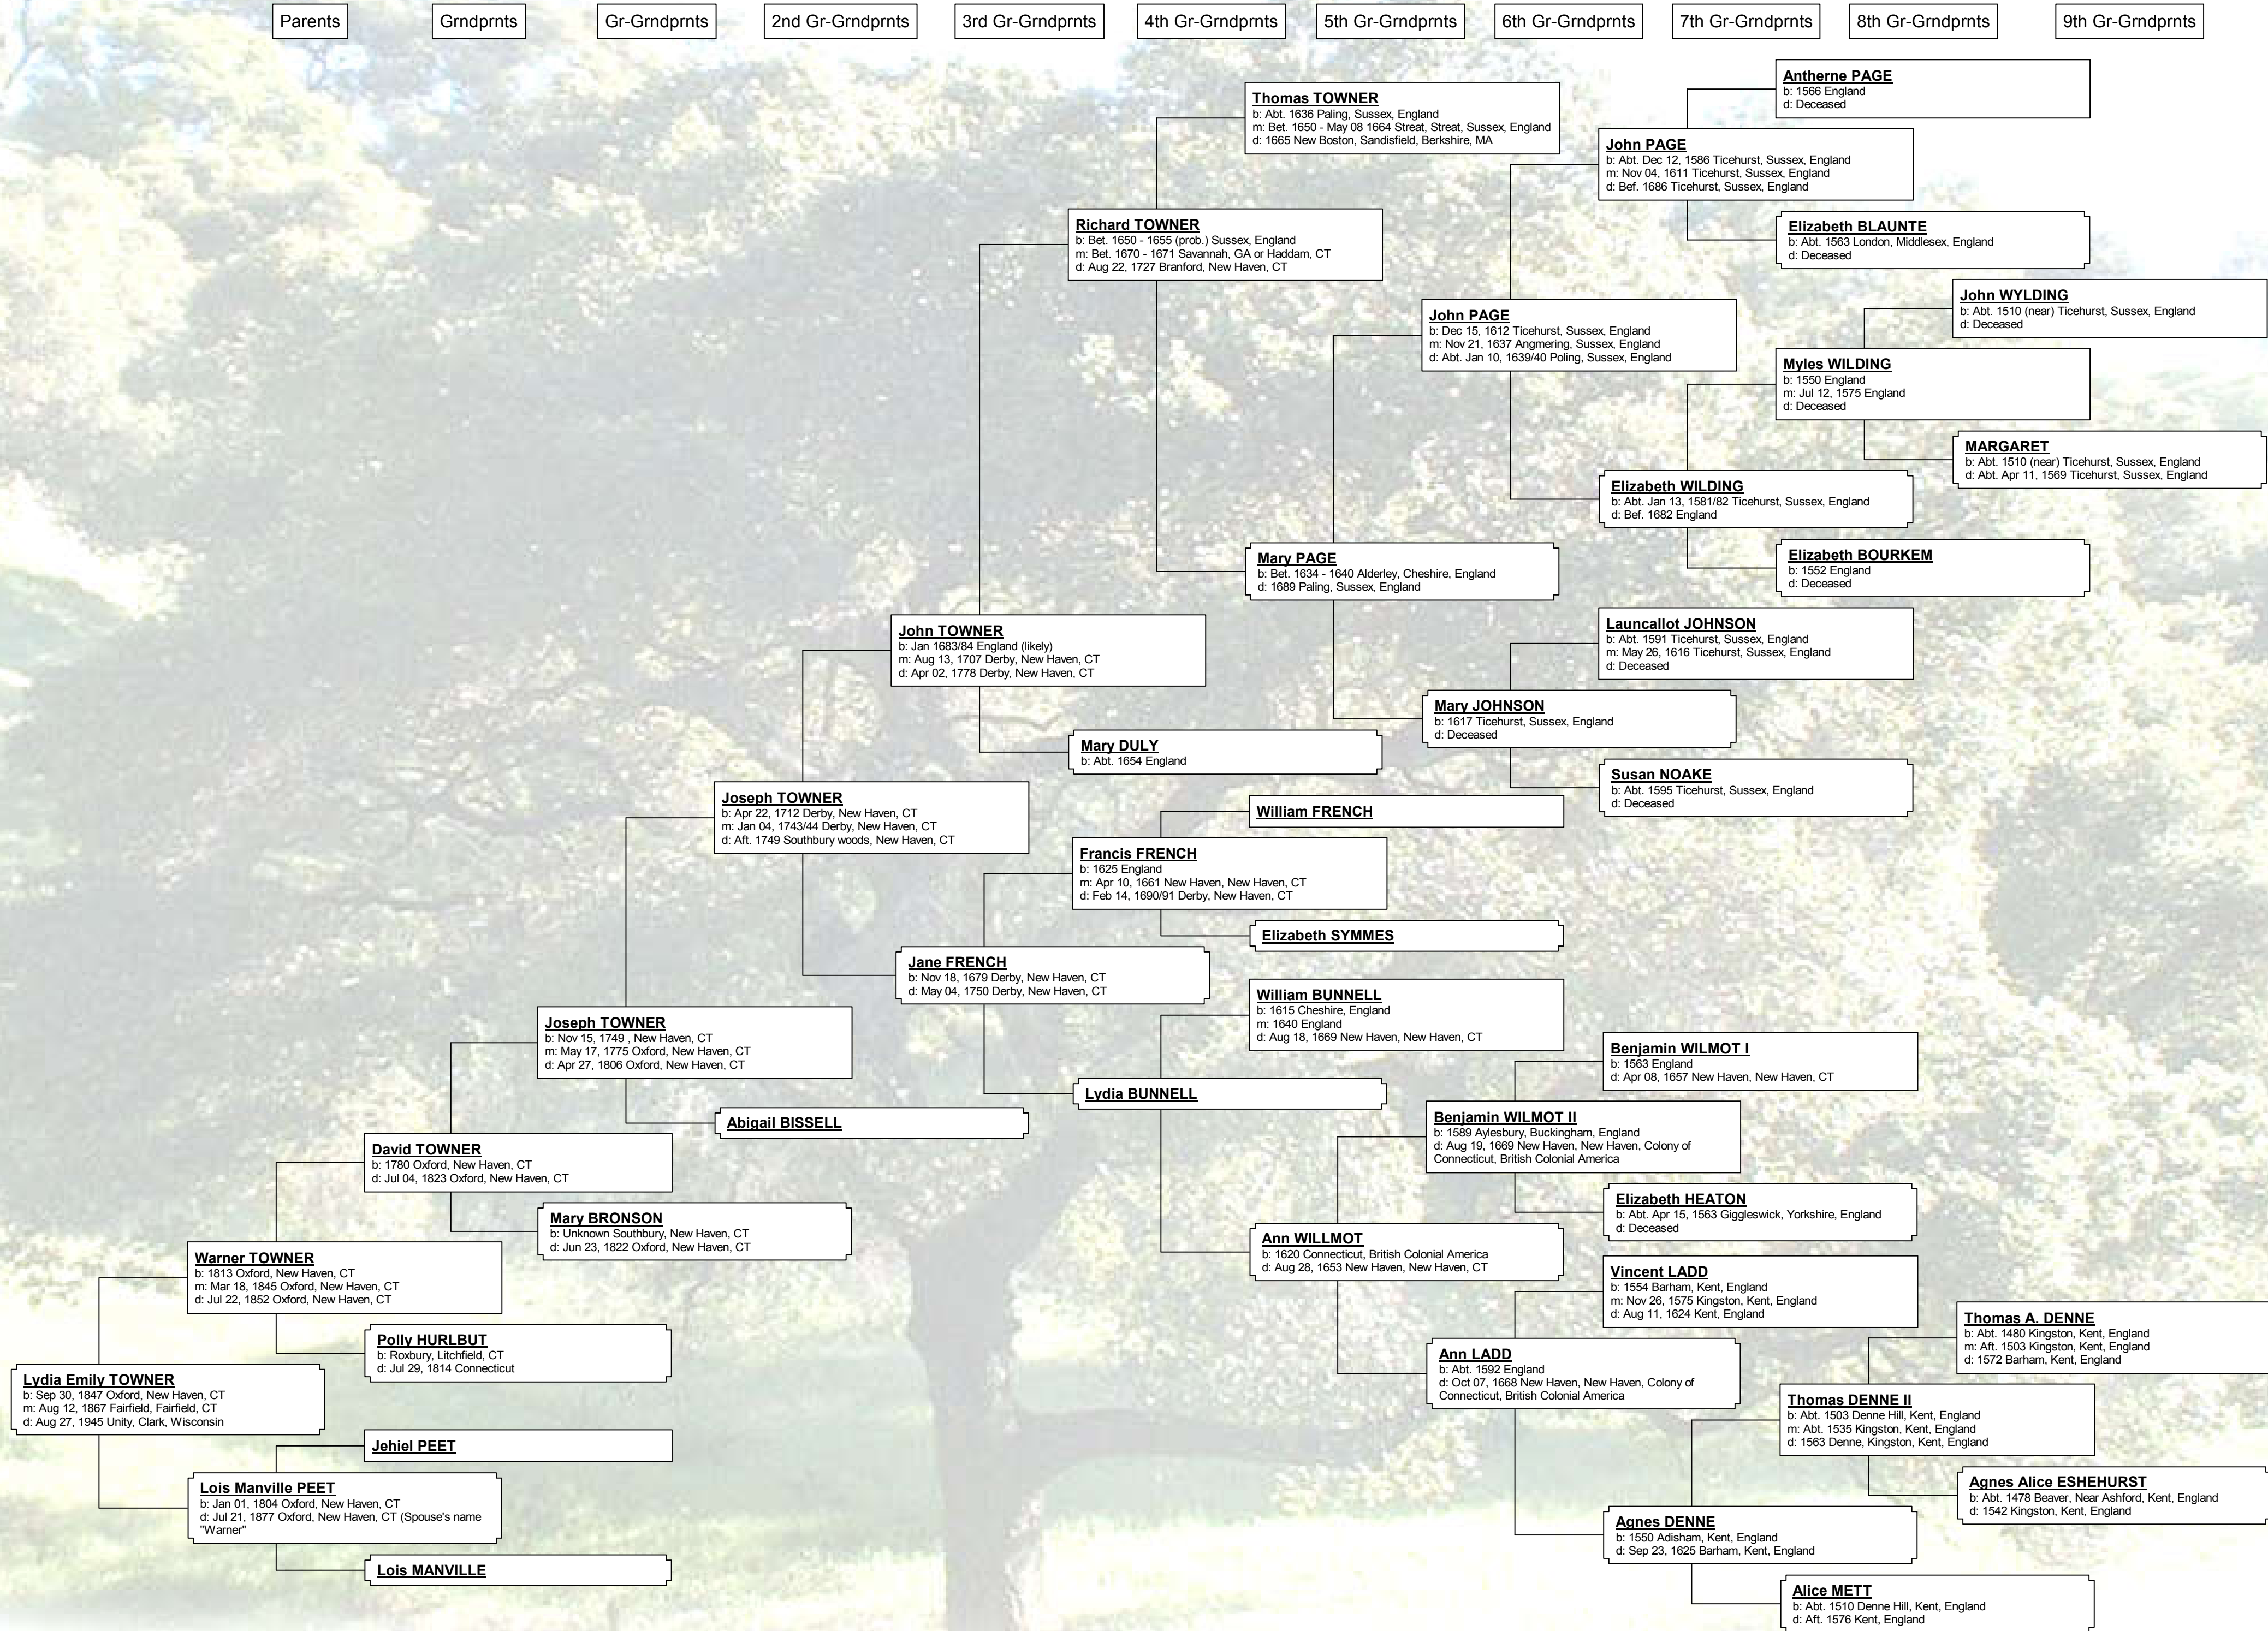 Parents
Grndprnts
Gr-Grndprnts
2nd Gr-Grndprnts
3rd Gr-Grndprnts
4th Gr-Grndprnts
5th Gr-Grndprnts
6th Gr-Grndprnts
7th Gr-Grndprnts
8th Gr-Grndprnts
9th Gr-Grndprnts
Antherne PAGE
b: 1566 England
d: Deceased
Thomas TOWNER
b: Abt. 1636 Paling, Sussex, England
m: Bet. 1650 - May 08 1664 Streat, Streat, Sussex, England
d: 1665 New Boston, Sandisfield, Berkshire, MA
John PAGE
b: Abt. Dec 12, 1586 Ticehurst, Sussex, England
m: Nov 04, 1611 Ticehurst, Sussex, England
d: Bef. 1686 Ticehurst, Sussex, England
Richard TOWNER
b: Bet. 1650 - 1655 (prob.) Sussex, England
m: Bet. 1670 - 1671 Savannah, GA or Haddam, CT
d: Aug 22, 1727 Branford, New Haven, CT
Elizabeth BLAUNTE
b: Abt. 1563 London, Middlesex, England
d: Deceased
John WYLDING
b: Abt. 1510 (near) Ticehurst, Sussex, England
d: Deceased
John PAGE
b: Dec 15, 1612 Ticehurst, Sussex, England
m: Nov 21, 1637 Angmering, Sussex, England
d: Abt. Jan 10, 1639/40 Poling, Sussex, England
Myles WILDING
b: 1550 England
m: Jul 12, 1575 England
d: Deceased
MARGARET
b: Abt. 1510 (near) Ticehurst, Sussex, England
d: Abt. Apr 11, 1569 Ticehurst, Sussex, England
Elizabeth WILDING
b: Abt. Jan 13, 1581/82 Ticehurst, Sussex, England
d: Bef. 1682 England
Mary PAGE
b: Bet. 1634 - 1640 Alderley, Cheshire, England
d: 1689 Paling, Sussex, England
Elizabeth BOURKEM
b: 1552 England
d: Deceased
John TOWNER
b: Jan 1683/84 England (likely)
m: Aug 13, 1707 Derby, New Haven, CT
d: Apr 02, 1778 Derby, New Haven, CT
Launcallot JOHNSON
b: Abt. 1591 Ticehurst, Sussex, England
m: May 26, 1616 Ticehurst, Sussex, England
d: Deceased
Mary JOHNSON
b: 1617 Ticehurst, Sussex, England
d: Deceased
Mary DULY
b: Abt. 1654 England
Susan NOAKE
b: Abt. 1595 Ticehurst, Sussex, England
d: Deceased
Joseph TOWNER
b: Apr 22, 1712 Derby, New Haven, CT
m: Jan 04, 1743/44 Derby, New Haven, CT
d: Aft. 1749 Southbury woods, New Haven, CT
William FRENCH
Francis FRENCH
b: 1625 England
m: Apr 10, 1661 New Haven, New Haven, CT
d: Feb 14, 1690/91 Derby, New Haven, CT
Elizabeth SYMMES
Jane FRENCH
b: Nov 18, 1679 Derby, New Haven, CT
d: May 04, 1750 Derby, New Haven, CT
William BUNNELL
b: 1615 Cheshire, England
m: 1640 England
d: Aug 18, 1669 New Haven, New Haven, CT
Joseph TOWNER
b: Nov 15, 1749 , New Haven, CT
m: May 17, 1775 Oxford, New Haven, CT
d: Apr 27, 1806 Oxford, New Haven, CT
Benjamin WILMOT I
b: 1563 England
d: Apr 08, 1657 New Haven, New Haven, CT
Lydia BUNNELL
Abigail BISSELL
Benjamin WILMOT II
b: 1589 Aylesbury, Buckingham, England
d: Aug 19, 1669 New Haven, New Haven, Colony of
Connecticut, British Colonial America
David TOWNER
b: 1780 Oxford, New Haven, CT
d: Jul 04, 1823 Oxford, New Haven, CT
Elizabeth HEATON
b: Abt. Apr 15, 1563 Giggleswick, Yorkshire, England
d: Deceased
Mary BRONSON
b: Unknown Southbury, New Haven, CT
d: Jun 23, 1822 Oxford, New Haven, CT
Ann WILLMOT
b: 1620 Connecticut, British Colonial America
d: Aug 28, 1653 New Haven, New Haven, CT
Warner TOWNER
b: 1813 Oxford, New Haven, CT
m: Mar 18, 1845 Oxford, New Haven, CT
d: Jul 22, 1852 Oxford, New Haven, CT
Vincent LADD
b: 1554 Barham, Kent, England
m: Nov 26, 1575 Kingston, Kent, England
d: Aug 11, 1624 Kent, England
Thomas A. DENNE
b: Abt. 1480 Kingston, Kent, England
m: Aft. 1503 Kingston, Kent, England
d: 1572 Barham, Kent, England
Polly HURLBUT
b: Roxbury, Litchfield, CT
d: Jul 29, 1814 Connecticut
Ann LADD
b: Abt. 1592 England
d: Oct 07, 1668 New Haven, New Haven, Colony of
Connecticut, British Colonial America
Lydia Emily TOWNER
b: Sep 30, 1847 Oxford, New Haven, CT
m: Aug 12, 1867 Fairfield, Fairfield, CT
d: Aug 27, 1945 Unity, Clark, Wisconsin
Thomas DENNE II
b: Abt. 1503 Denne Hill, Kent, England
m: Abt. 1535 Kingston, Kent, England
d: 1563 Denne, Kingston, Kent, England
Jehiel PEET
Agnes Alice ESHEHURST
b: Abt. 1478 Beaver, Near Ashford, Kent, England
d: 1542 Kingston, Kent, England
Lois Manville PEET
b: Jan 01, 1804 Oxford, New Haven, CT
d: Jul 21, 1877 Oxford, New Haven, CT (Spouse's name
"Warner"
Agnes DENNE
b: 1550 Adisham, Kent, England
d: Sep 23, 1625 Barham, Kent, England
Lois MANVILLE
Alice METT
b: Abt. 1510 Denne Hill, Kent, England
d: Aft. 1576 Kent, England